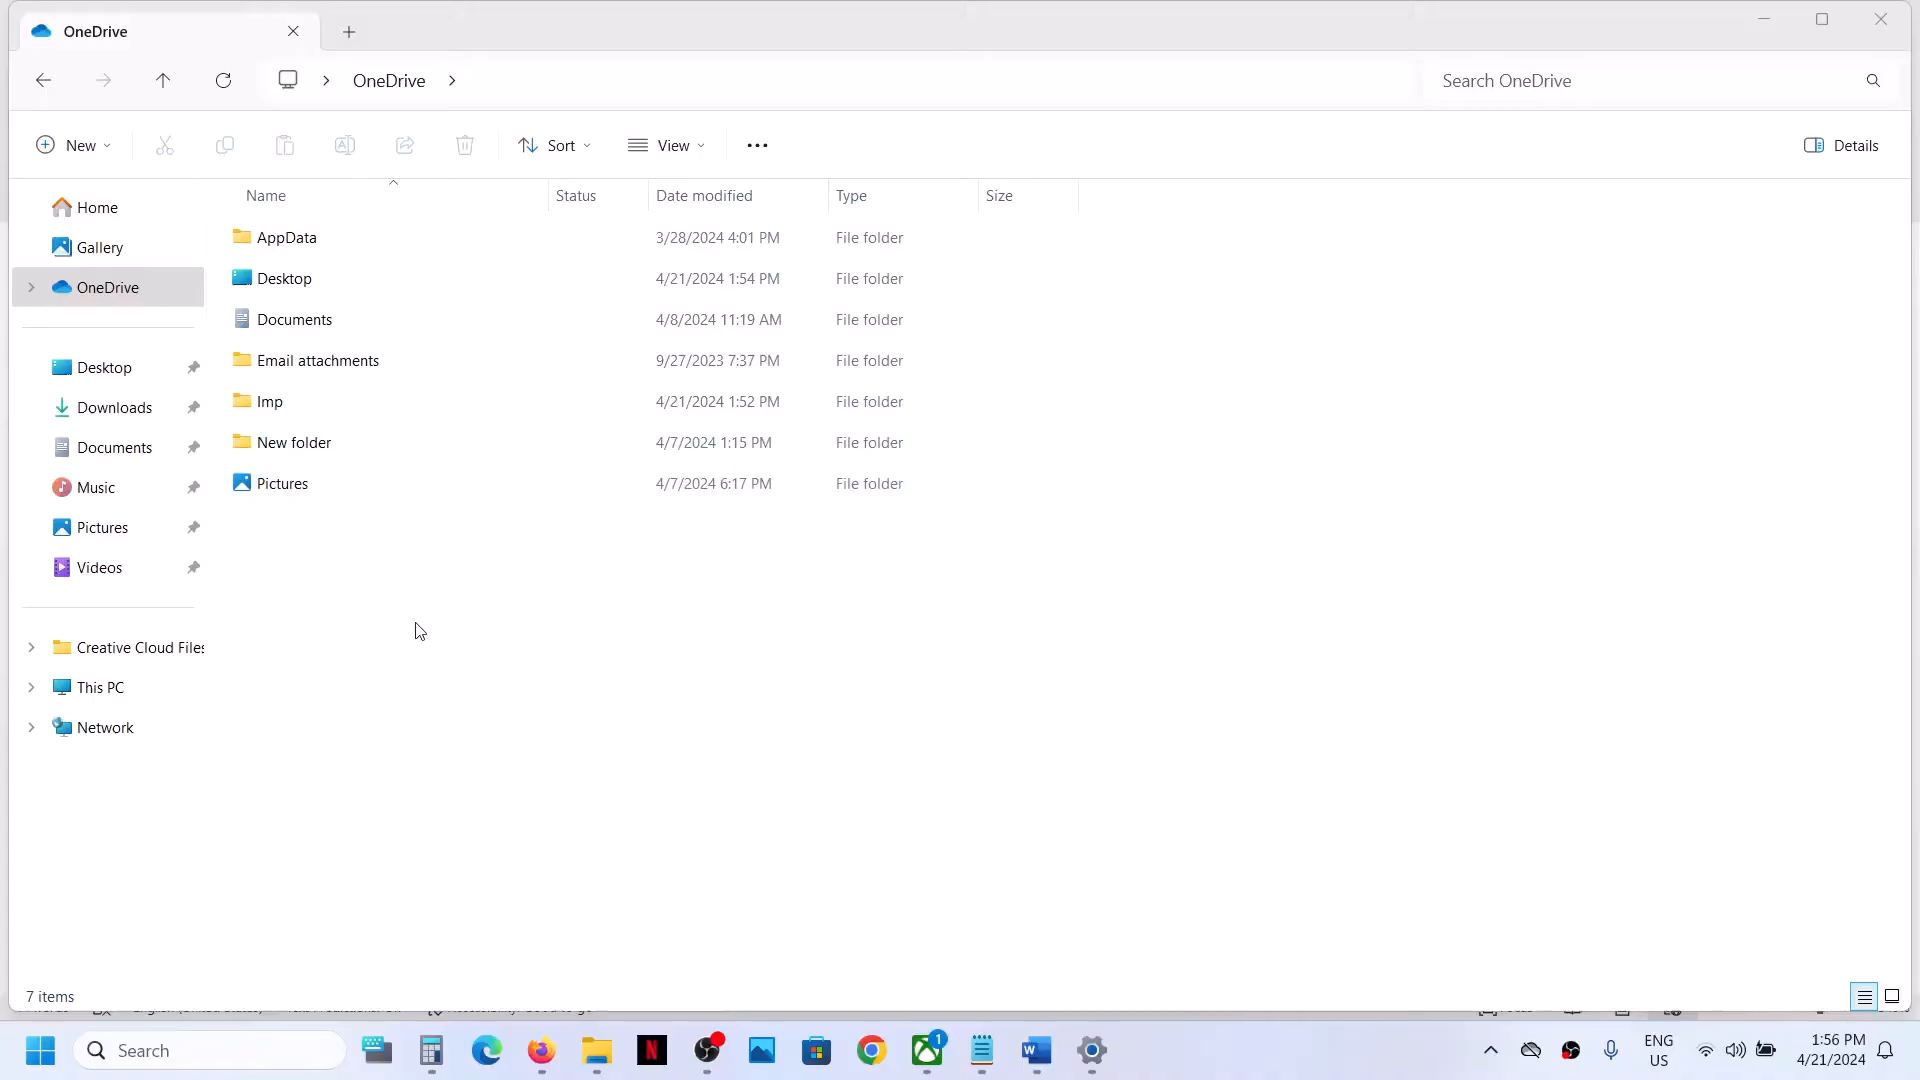 OneDrive
OneDrive
Search OneDrive
New
Sort
View
Details
Name
Status
Date modified
Type
Size
Home
Gallery
OneDrive
AppData 3/28/2024 4:01 PM File folder
Desktop 4/21/2024 1:54 PM File folder
Documents 4/8/2024 11:19 AM File folder
Email attachments 9/27/2023 7:37 PM File folder
Imp 4/21/2024 1:52 PM File folder
New folder 4/7/2024 1:15 PM File folder
Pictures 4/7/2024 6:17 PM File folder
Desktop
Downloads
Documents
Music
Pictures
Videos
Creative Cloud Files
This PC
Network
7 items
Search
N
1
W
ENG
US
1:56 PM
4/21/2024